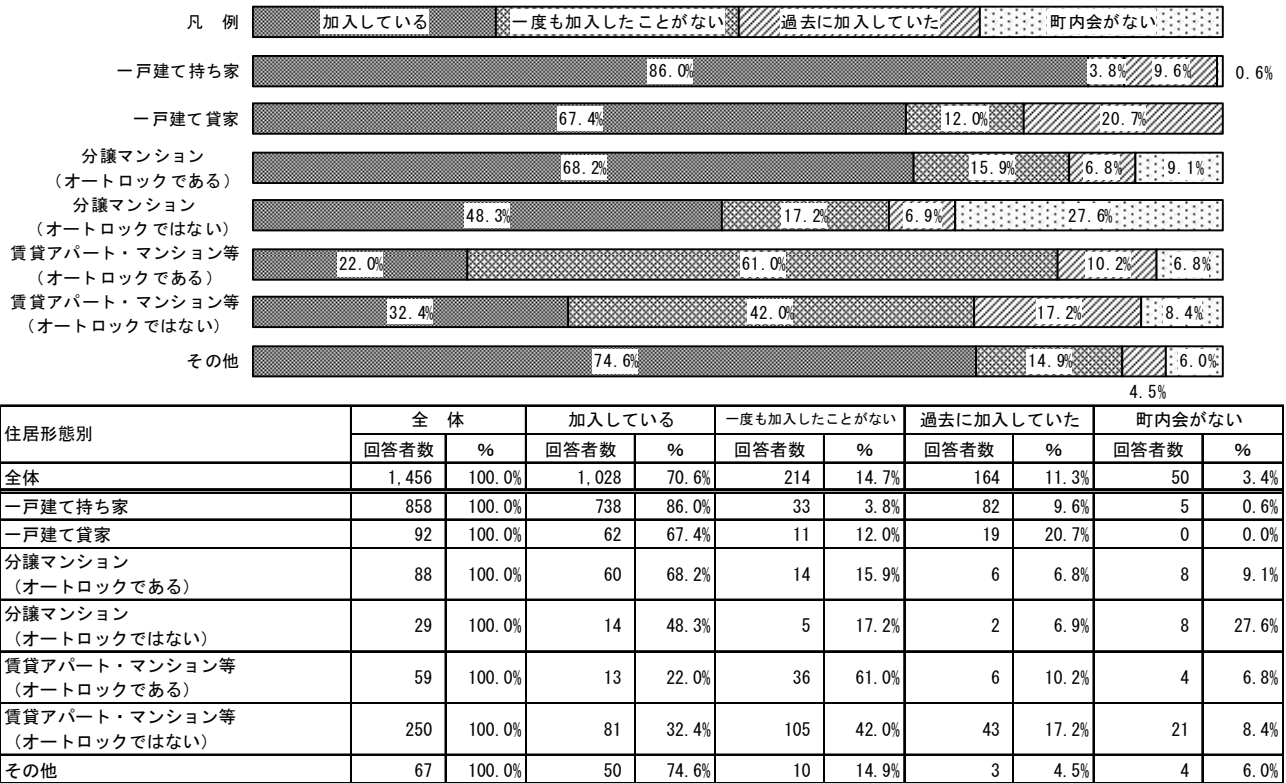 凡　例 加入している 一度も加入したことがない 過去に加入していた 町内会がない
一戸建て持ち家 86.0% 3.8% 9.6% 0.6%
一戸建て貸家 67.4% 12.0% 20.7%
分譲マンション
（オートロックである） 68.2% 15.9% 6.8% 9.1%
分譲マンション
（オートロックではない） 48.3% 17.2% 6.9% 27.6%
賃貸アパート・マンション等
（オートロックである） 22.0% 61.0% 10.2% 6.8%
賃貸アパート・マンション等
（オートロックではない） 32.4% 42.0% 17.2% 8.4%
その他 74.6% 14.9% 6.0%
4.5%
住居形態別 全　体 加入している 一度も加入したことがない 過去に加入していた 町内会がない
回答者数 % 回答者数 % 回答者数 % 回答者数 % 回答者数 %
全体 1,456 100.0% 1,028 70.6% 214 14.7% 164 11.3% 50 3.4%
一戸建て持ち家 858 100.0% 738 86.0% 33 3.8% 82 9.6% 5 0.6%
一戸建て貸家 92 100.0% 62 67.4% 11 12.0% 19 20.7% 0 0.0%
分譲マンション
（オートロックである） 88 100.0% 60 68.2% 14 15.9% 6 6.8% 8 9.1%
分譲マンション
（オートロックではない） 29 100.0% 14 48.3% 5 17.2% 2 6.9% 8 27.6%
賃貸アパート・マンション等
（オートロックである） 59 100.0% 13 22.0% 36 61.0% 6 10.2% 4 6.8%
賃貸アパート・マンション等
（オートロックではない） 250 100.0% 81 32.4% 105 42.0% 43 17.2% 21 8.4%
その他 67 100.0% 50 74.6% 10 14.9% 3 4.5% 4 6.0%